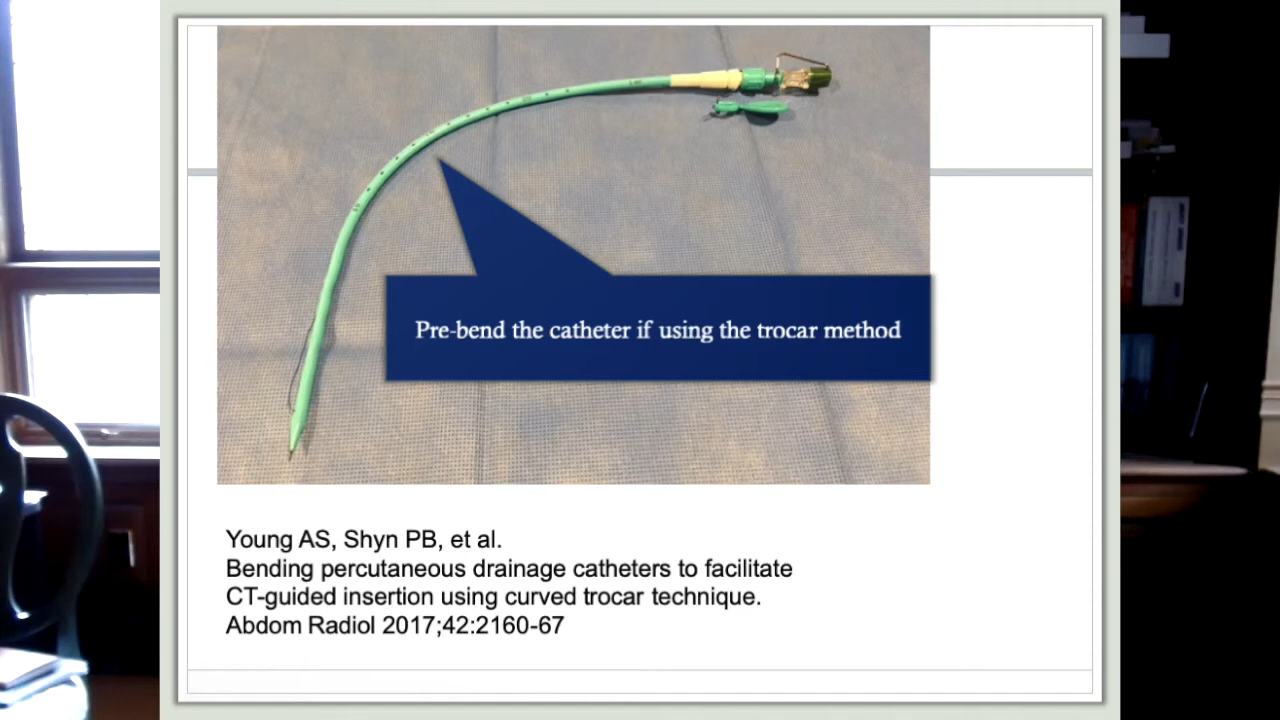 Pre-bend the catheter if using the trocar method
Young AS, Shyn PB, et al.
Bending percutaneous drainage catheters to facilitate
CT-guided insertion using curved trocar technique.
Abdom Radiol 2017;42:2160-67